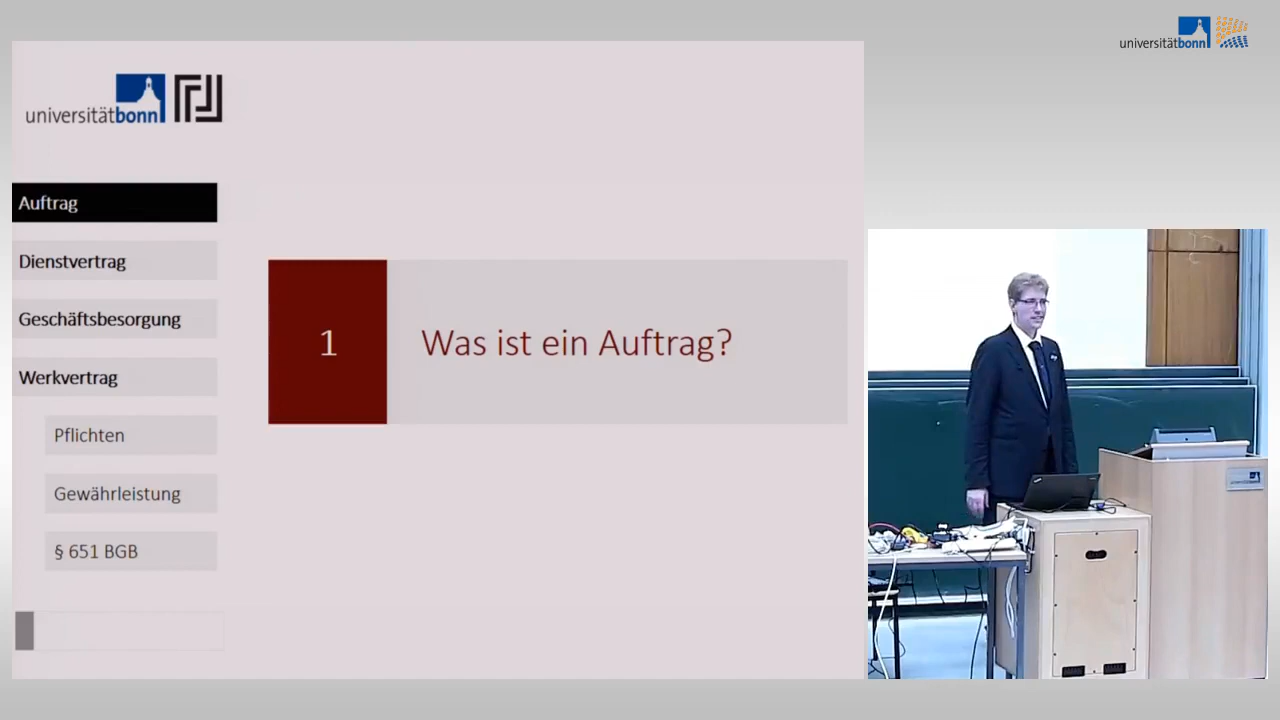 universitätbonn
universitätbonn
Auftrag
Dienstvertrag
Geschäftsbesorgung
Werkvertrag
Pflichten
Gewährleistung
§ 651 BGB
1
Was ist ein Auftrag?